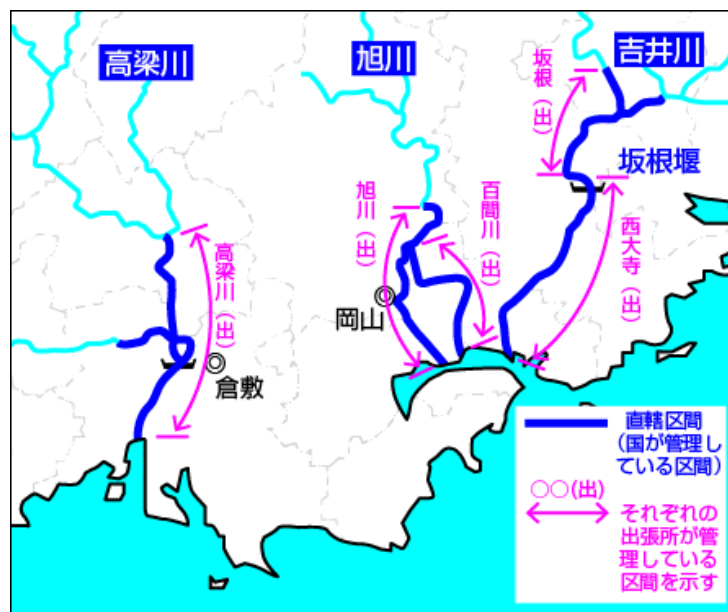 高梁川
旭川
吉井川
坂根（出）
坂根堰
旭川（出）
百間川（出）
西大寺（出）
高梁川（出）
岡山
倉敷
直轄区間
（国が管理し
ている区間）
○○(出)
それぞれの
出張所が管
理している
区間を示す